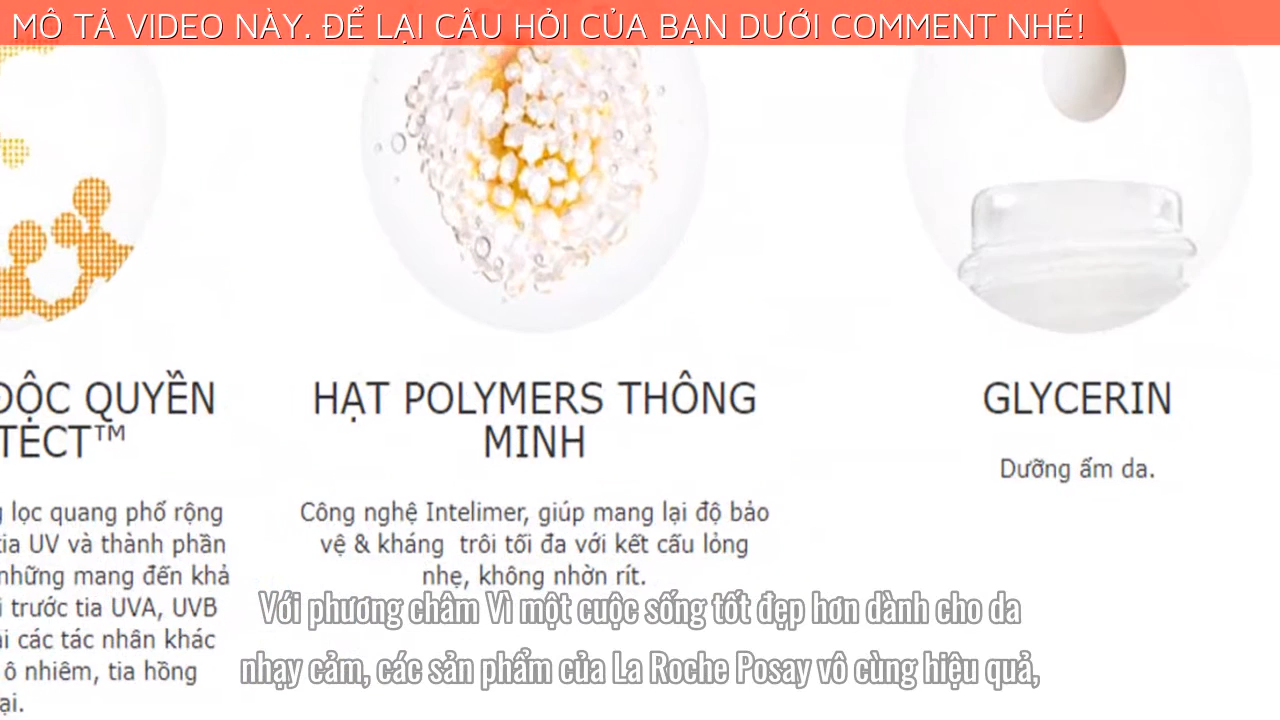 MÔ TẢ VIDEO NÀY. ĐỂ LẠI CÂU HỎI CỦA BẠN DƯỚI COMMENT NHÉ!
ĐỘC QUYỀN
TECT™
lọc quang phổ rộng
tia UV và thành phần
những mang đến khả
trước tia UVA, UVB
các tác nhân khác
ô nhiêm, tia hồng
ại.
HẠT POLYMERS THÔNG
MINH
Công nghệ Intelimer, giúp mang lại độ bảo
vệ & kháng trôi tối đa với kết cấu lỏng
nhẹ, không nhờn rít.
GLYCERIN
Dưỡng ẩm da.
Với phương châm Vì một cuộc sống tốt đẹp hơn dành cho da
nhạy cảm, các sản phẩm của La Roche Posay vô cùng hiệu quả,